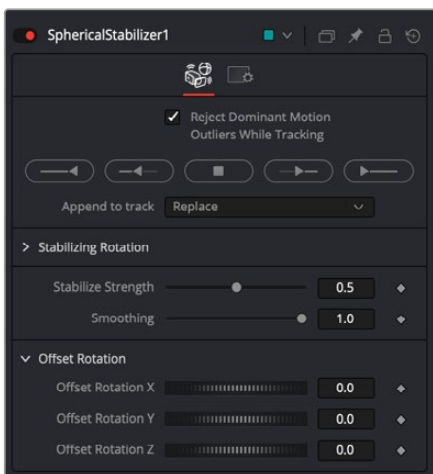 SphericalStabilizer1
Reject Dominant Motion
Outliers While Tracking
Append to track Replace
Stabilizing Rotation
Stabilize Strength 0.5
Smoothing 1.0
Offset Rotation
Offset Rotation X 0.0
Offset Rotation Y 0.0
Offset Rotation Z 0.0